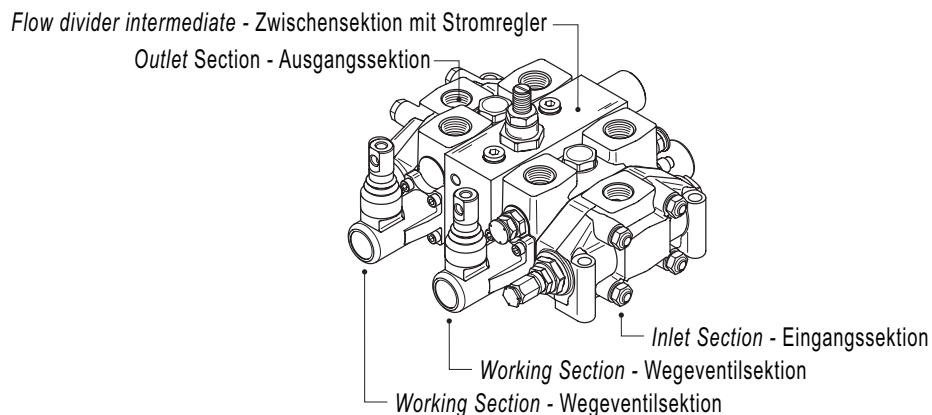 Flow divider intermediate - Zwischensektion mit Stromregler
Outlet Section - Ausgangssektion
Inlet Section - Eingangssektion
Working Section - Wegeventilsektion
Working Section - Wegeventilsektion